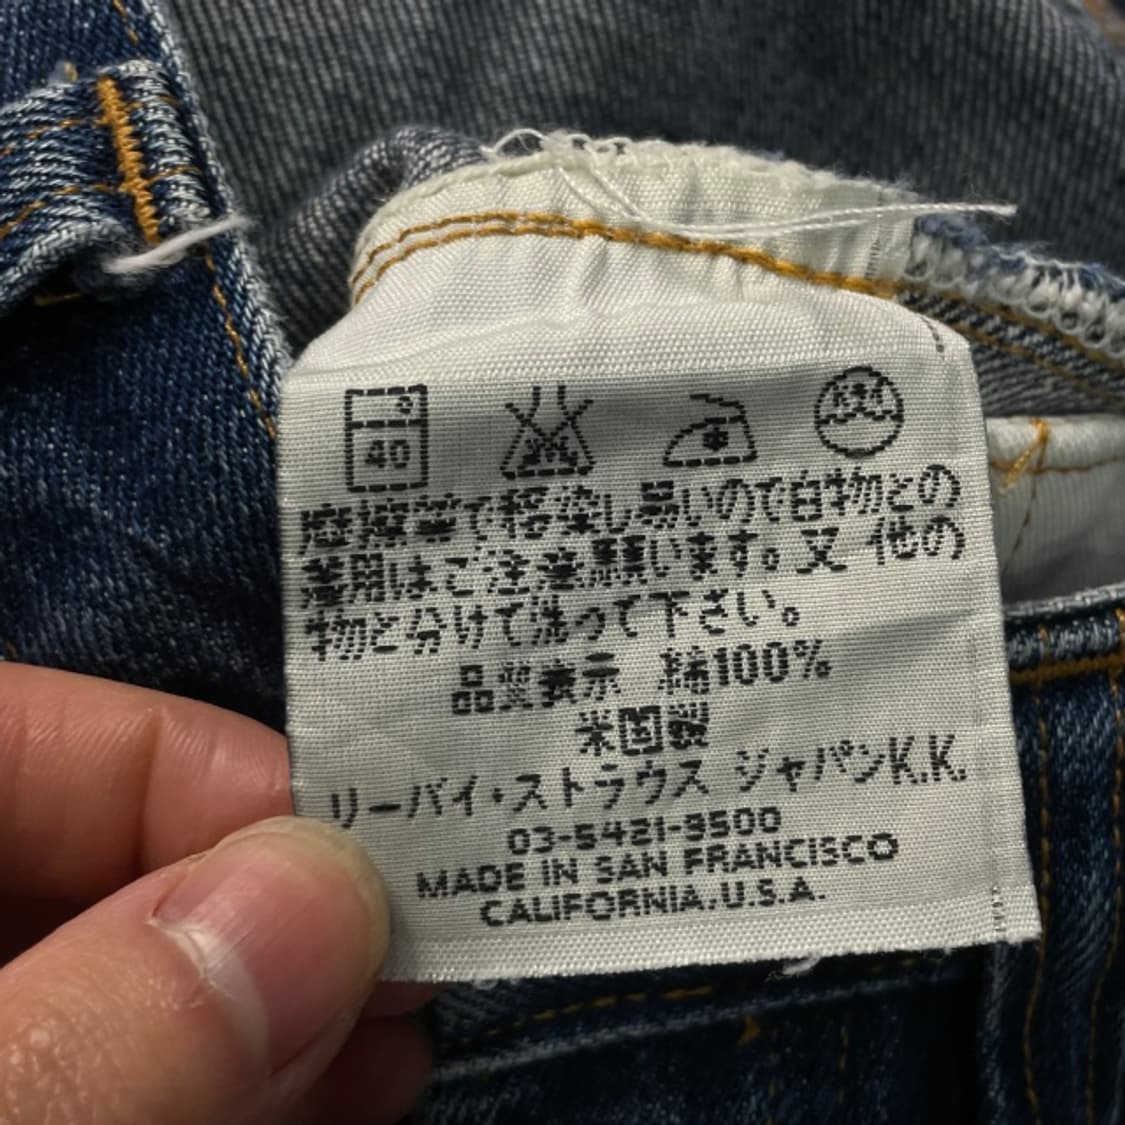 40
摩擦等で移染し易いので白物との
着用はご注意願います。又 他の
物と分けて洗って下さい。
品質表示 綿100%
米国製
リーバイ・ストラウス ジャパンK.K.
03-5421-3500
MADE IN SAN FRANCISCO
CALIFORNIA.U.S.A.